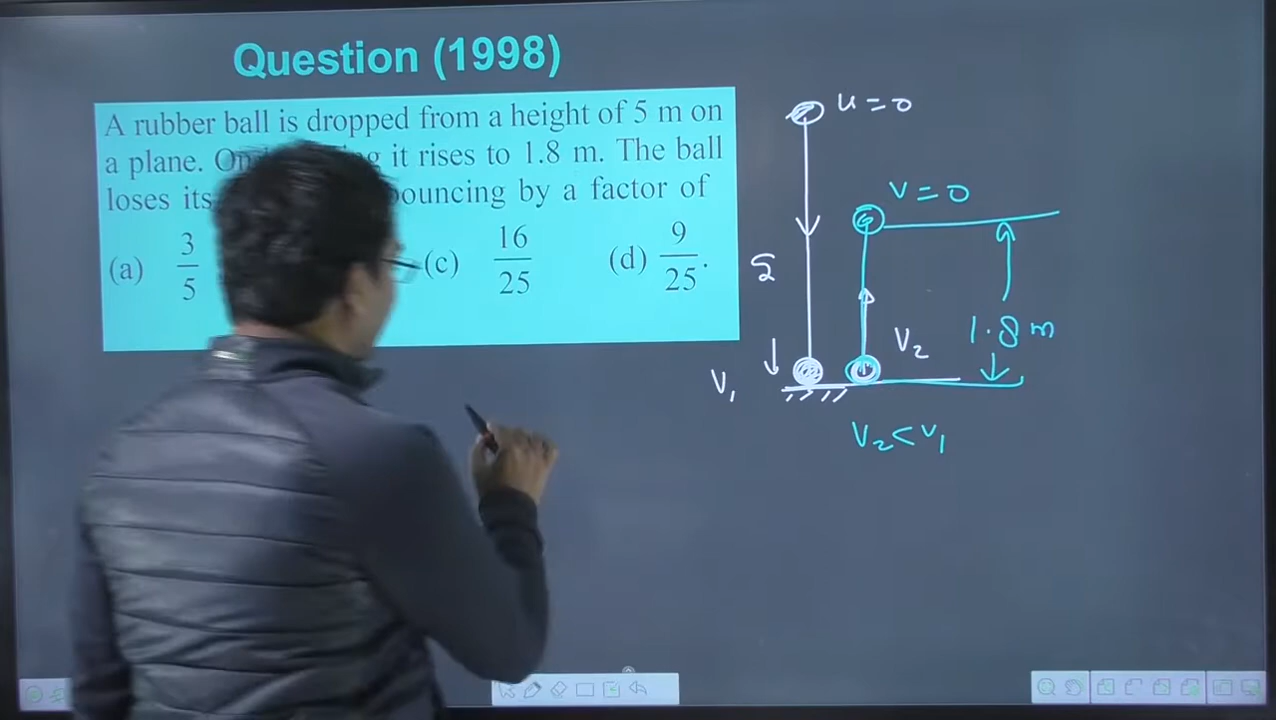 Question (1998)
A rubber ball is dropped from a height of 5 m on
a plane. On it rises to 1.8 m. The ball
loses its bouncing by a factor of
(a) 3/5 (c) 16/25 (d) 9/25.
u = 0
v = 0
5
1.8 m
V₂
V₁
V₂ < V₁